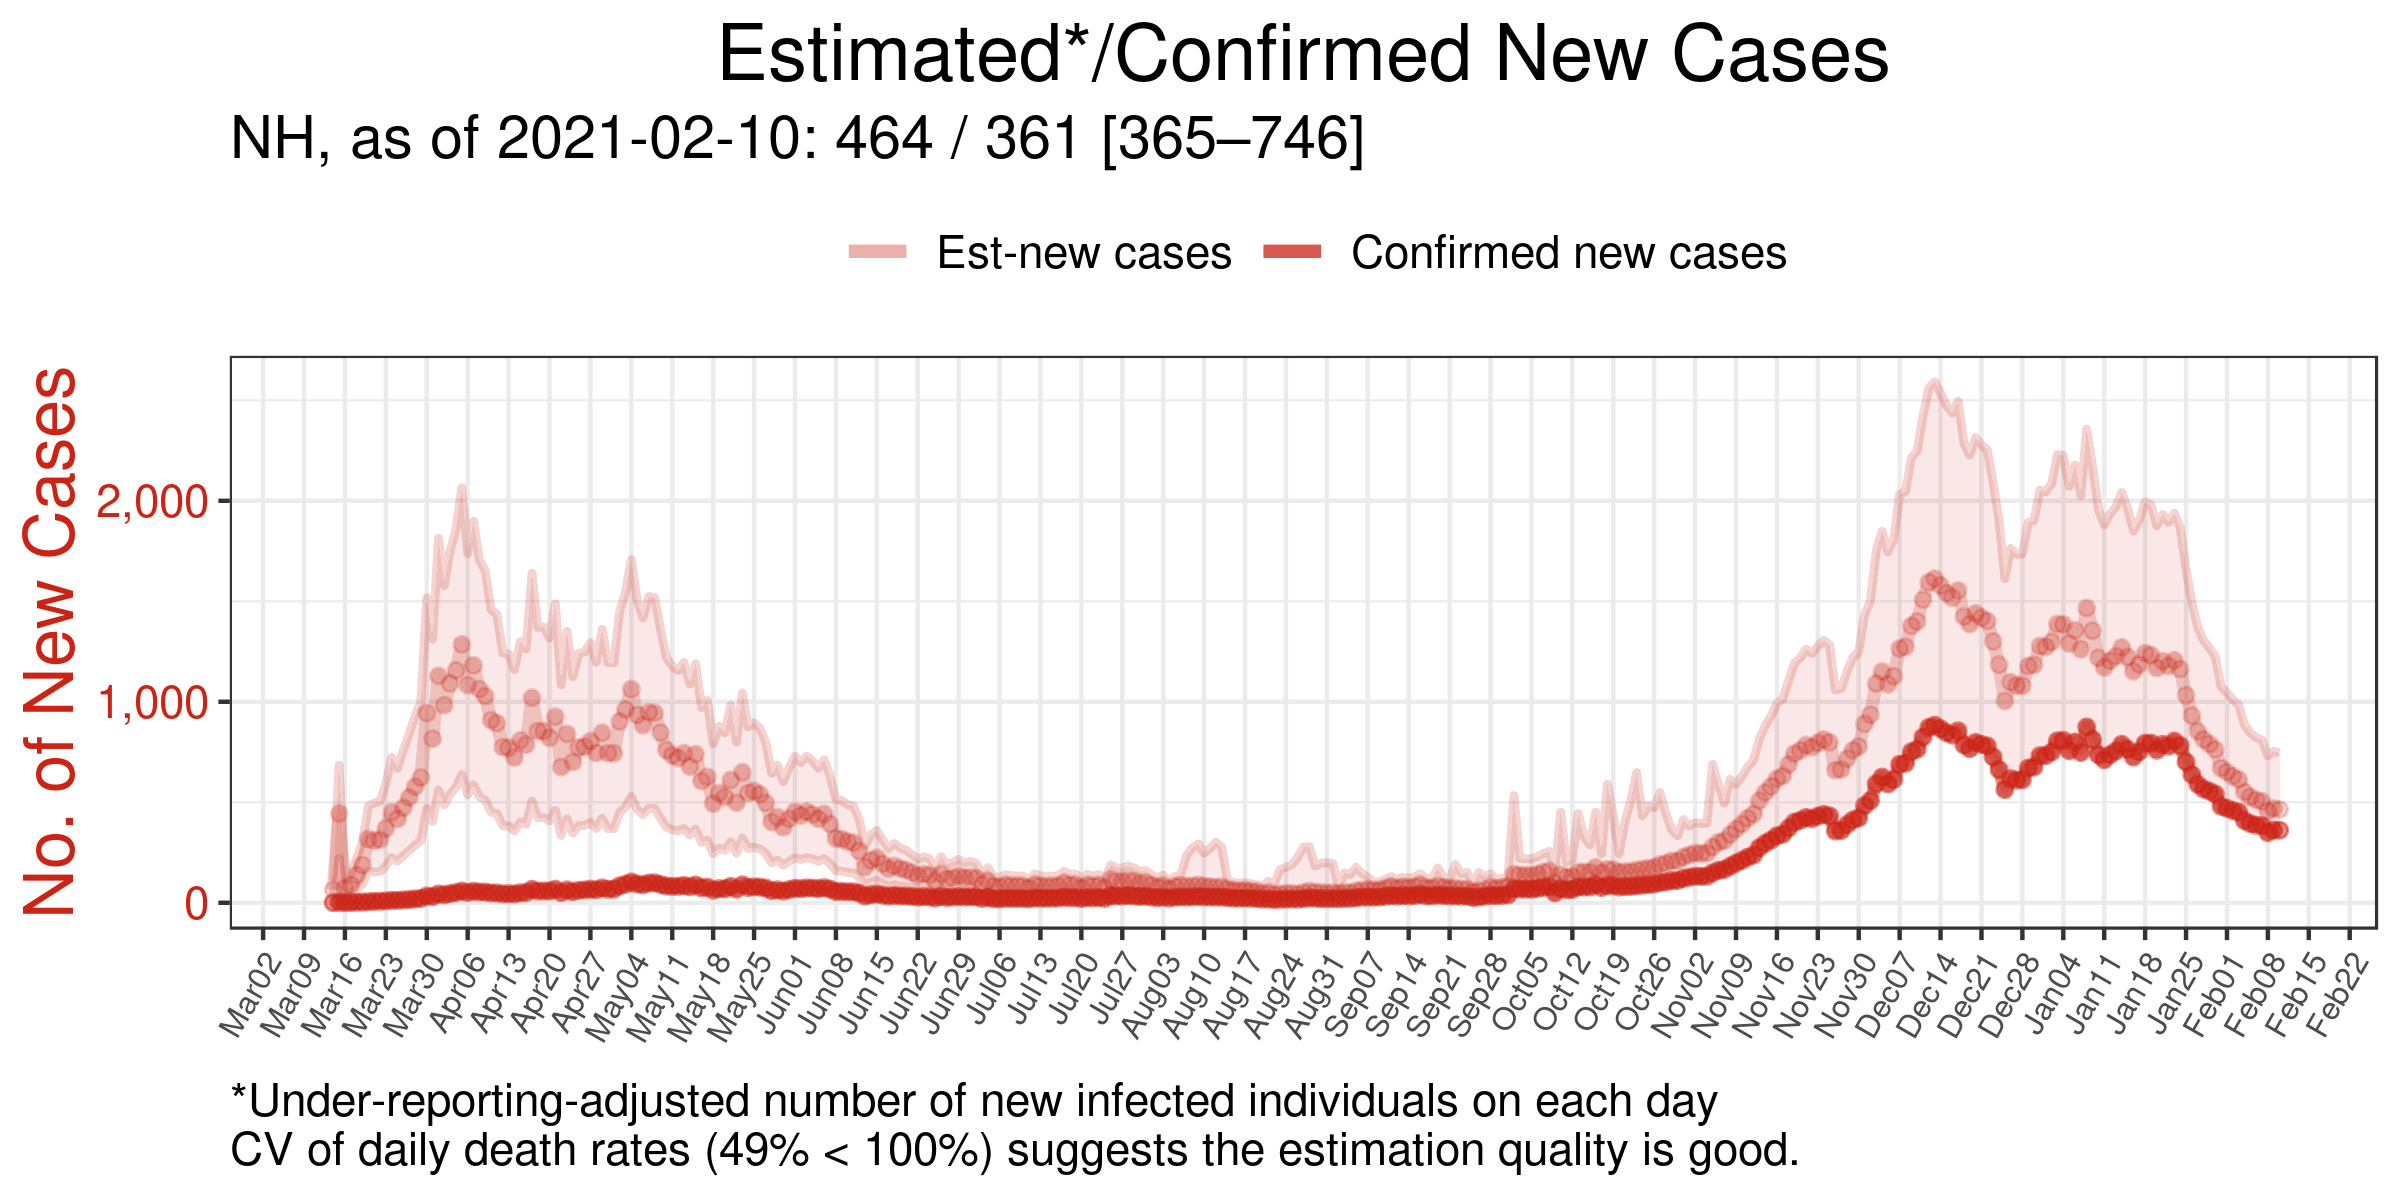 Estimated*/Confirmed New Cases
NH, as of 2021-02-10: 464 / 361 [365–746]
Est-new cases Confirmed new cases
No. of New Cases
2,000
1,000
0
Mar02 Mar09 Mar16 Mar23 Mar30 Apr06 Apr13 Apr20 Apr27 May04 May11 May18 May25 Jun01 Jun08 Jun15 Jun22 Jun29 Jul06 Jul13 Jul20 Jul27 Aug03 Aug10 Aug17 Aug24 Aug31 Sep07 Sep14 Sep21 Sep28 Oct05 Oct12 Oct19 Oct26 Nov02 Nov09 Nov16 Nov23 Nov30 Dec07 Dec14 Dec21 Dec28 Jan04 Jan11 Jan18 Jan25 Feb01 Feb08 Feb15 Feb22
*Under-reporting-adjusted number of new infected individuals on each day
CV of daily death rates (49% < 100%) suggests the estimation quality is good.